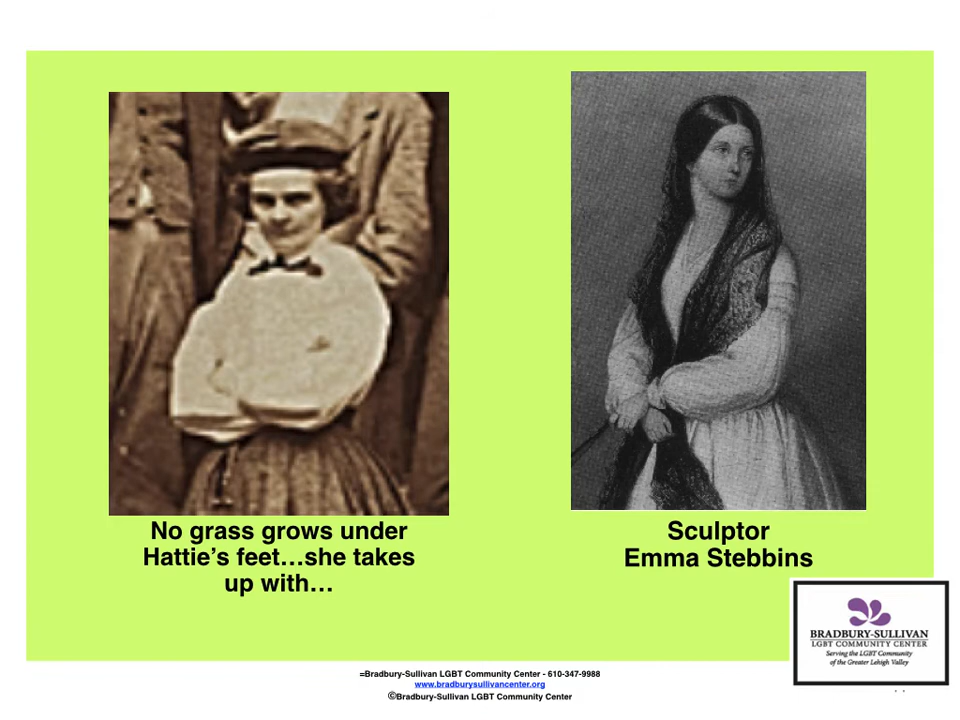 No grass grows under
Hattie’s feet…she takes
up with…
Sculptor
Emma Stebbins
BRADBURY-SULLIVAN
LGBT COMMUNITY CENTER
Serving the LGBT Community
of the Greater Lehigh Valley
=Bradbury-Sullivan LGBT Community Center - 610-347-9988
www.bradburysullivancenter.org
©Bradbury-Sullivan LGBT Community Center